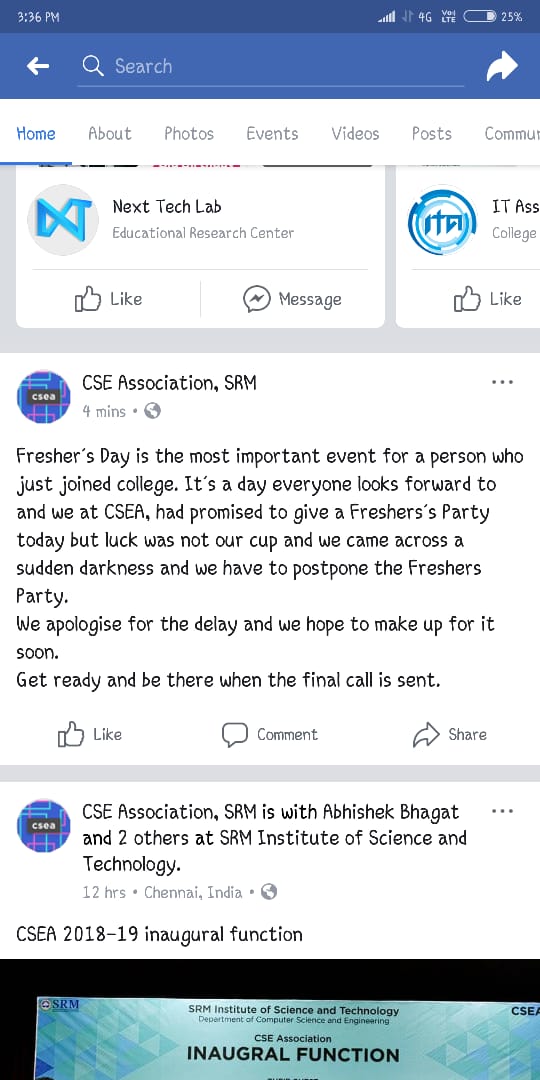 3:36 PM
4G VoI LTE 25%
Search
Home About Photos Events Videos Posts Commun
Next Tech Lab
Educational Research Center
Like Message
ITA
IT Ass
College
Like
csea
CSE Association, SRM
4 mins •
Fresher's Day is the most important event for a person who
just joined college. It's a day everyone looks forward to
and we at CSEA, had promised to give a Freshers's Party
today but luck was not our cup and we came across a
sudden darkness and we have to postpone the Freshers
Party.
We apologise for the delay and we hope to make up for it
soon.
Get ready and be there when the final call is sent.
Like Comment Share
csea
CSE Association, SRM is with Abhishek Bhagat
and 2 others at SRM Institute of Science and
Technology.
12 hrs • Chennai, India •
CSEA 2018-19 inaugural function
SRM
SRM Institute of Science and Technology
Department of Computer Science and Engineering
CSEA
CSE Association
INAUGRAL FUNCTION